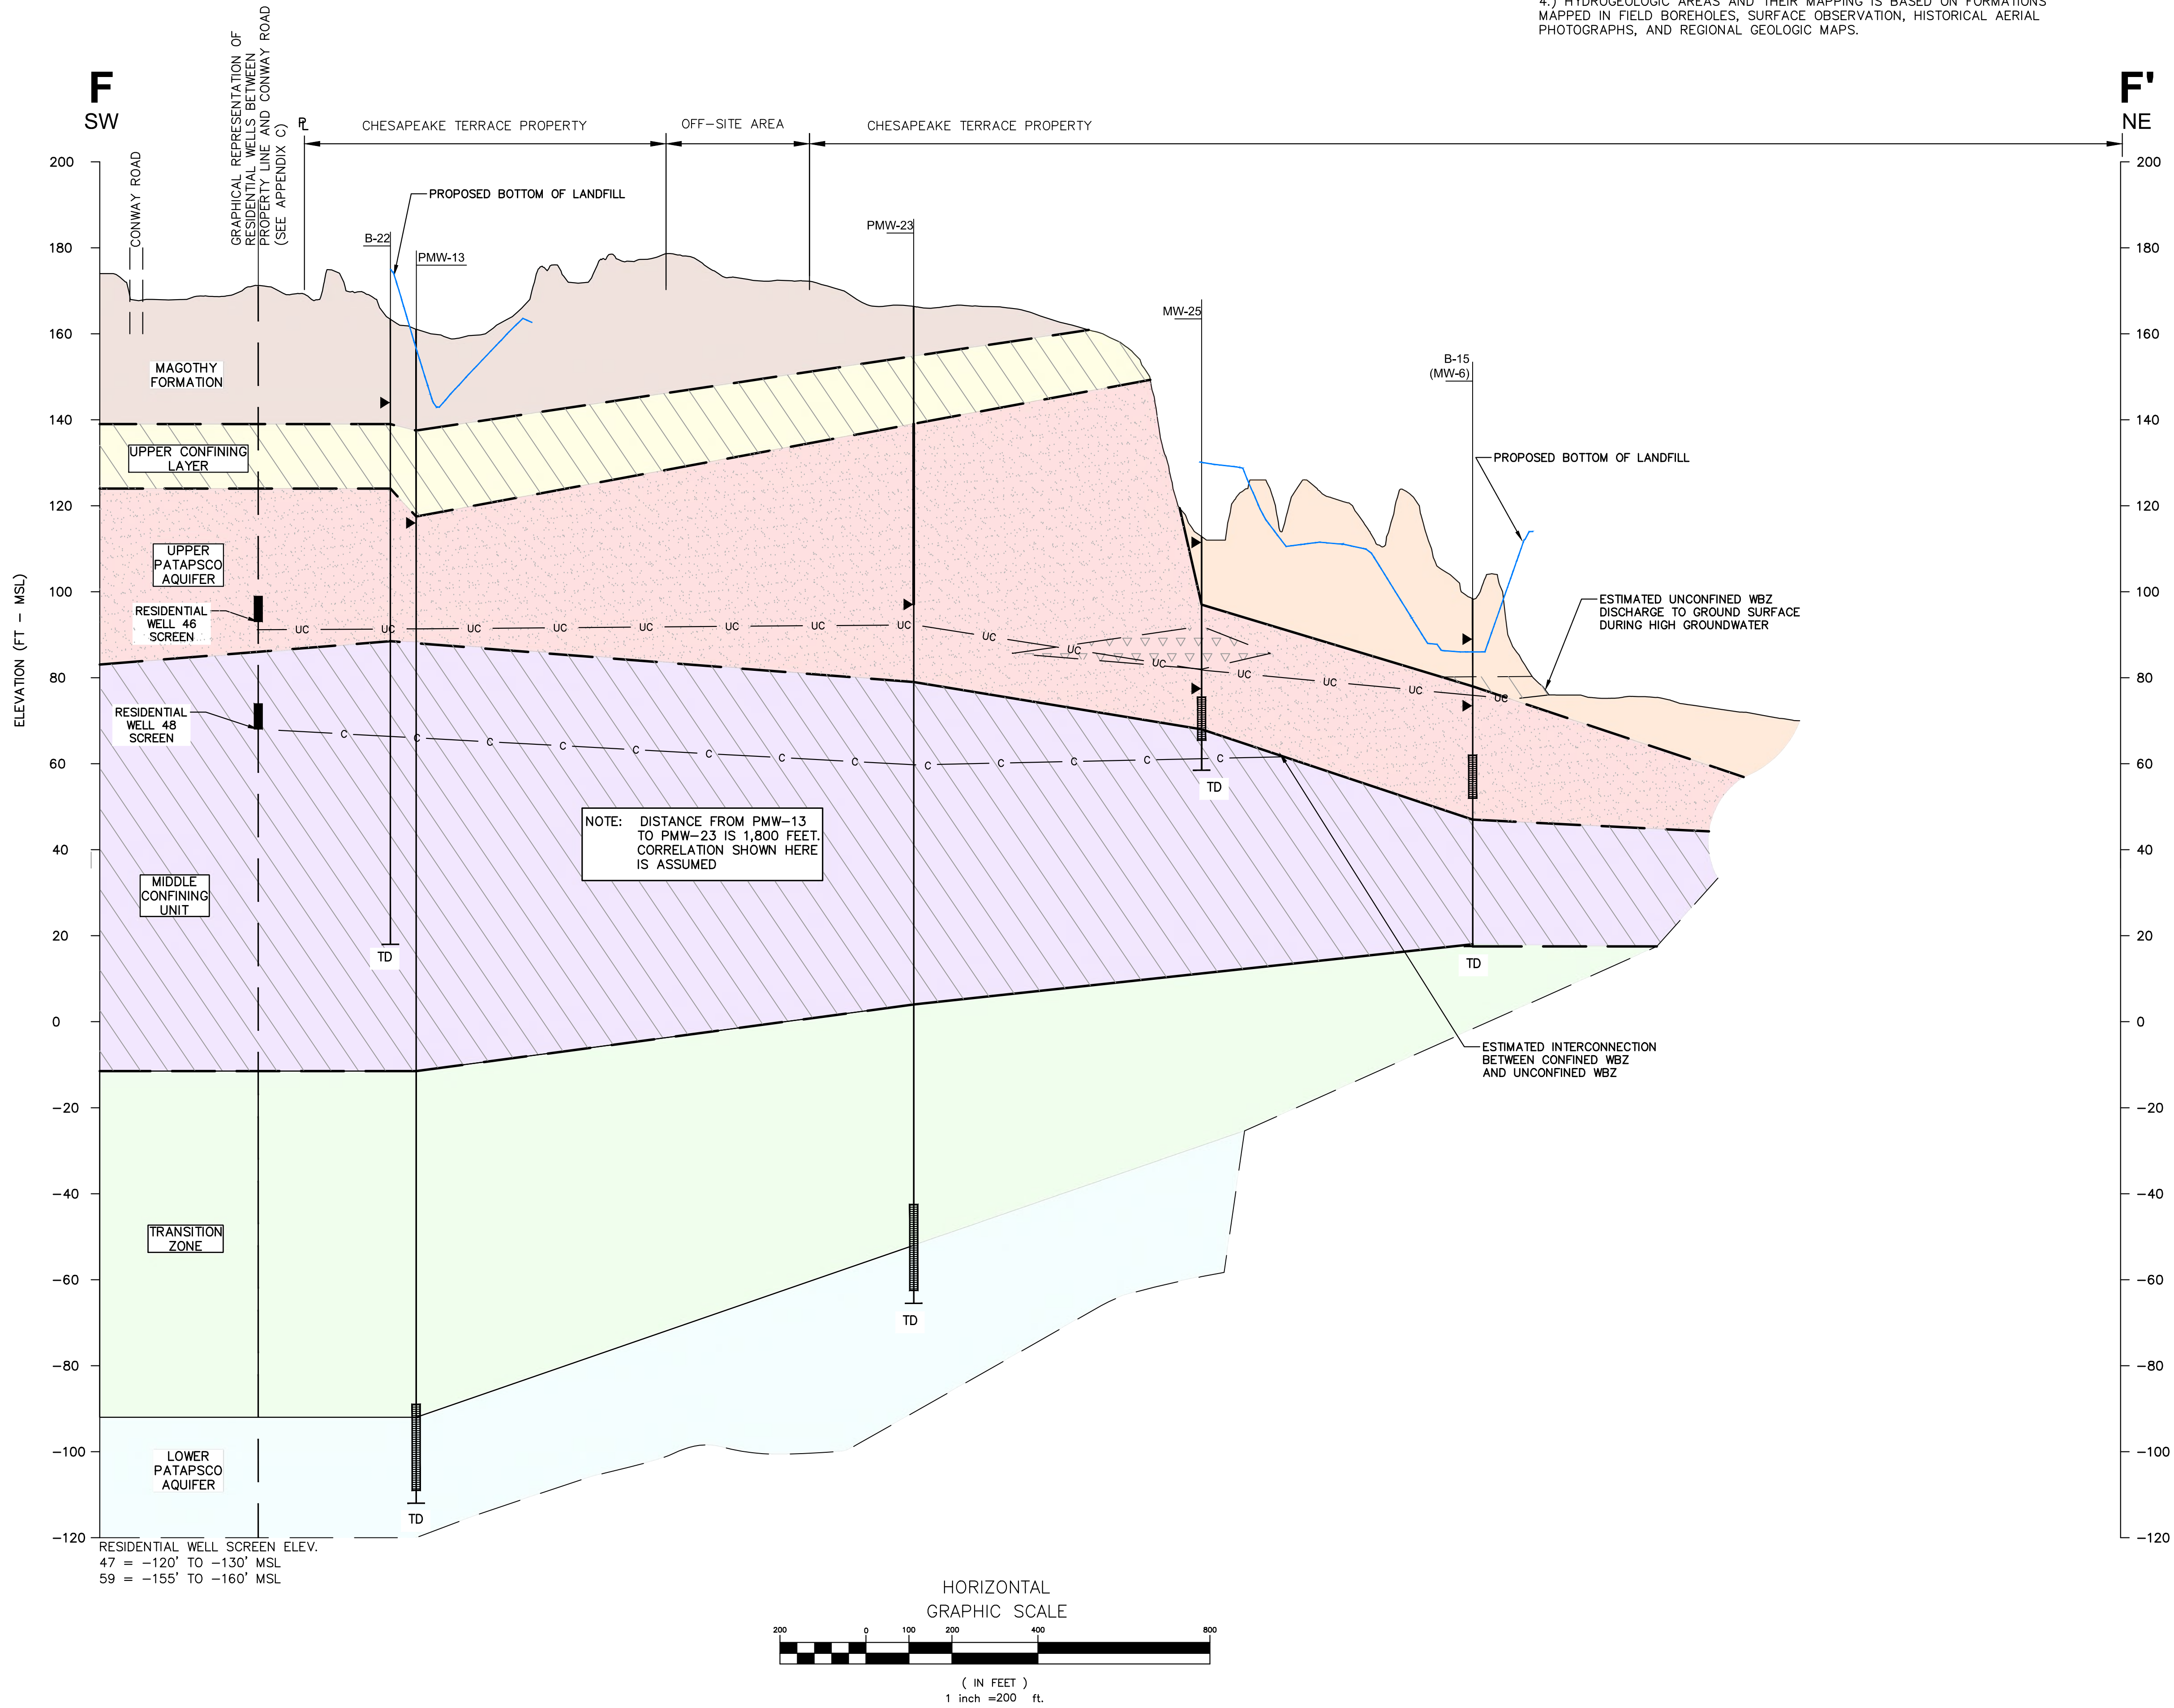 4.) HYDROGEOLOGIC AREAS AND THEIR MAPPING IS BASED ON FORMATIONS
MAPPED IN FIELD BOREHOLES, SURFACE OBSERVATION, HISTORICAL AERIAL
PHOTOGRAPHS, AND REGIONAL GEOLOGIC MAPS.
F
SW
F'
NE
CONWAY ROAD
GRAPHICAL REPRESENTATION OF
RESIDENTIAL WELLS BETWEEN
PROPERTY LINE AND CONWAY ROAD
(SEE APPENDIX C)
PL
CHESAPEAKE TERRACE PROPERTY
OFF-SITE AREA
CHESAPEAKE TERRACE PROPERTY
PROPOSED BOTTOM OF LANDFILL
B-22
PMW-13
PMW-23
MW-25
B-15
(MW-6)
PROPOSED BOTTOM OF LANDFILL
ELEVATION (FT - MSL)
200
180
160
140
120
100
80
60
40
20
0
-20
-40
-60
-80
-100
-120
200
180
160
140
120
100
80
60
40
20
0
-20
-40
-60
-80
-100
-120
MAGOTHY
FORMATION
UPPER CONFINING
LAYER
UPPER
PATAPSCO
AQUIFER
RESIDENTIAL
WELL 46
SCREEN
RESIDENTIAL
WELL 48
SCREEN
UC UC UC UC UC UC UC UC UC UC UC UC UC UC UC
C C C C C C C C C C C C C
ESTIMATED UNCONFINED WBZ
DISCHARGE TO GROUND SURFACE
DURING HIGH GROUNDWATER
NOTE: DISTANCE FROM PMW-13
TO PMW-23 IS 1,800 FEET.
CORRELATION SHOWN HERE
IS ASSUMED
MIDDLE
CONFINING
UNIT
TD
TD
TD
ESTIMATED INTERCONNECTION
BETWEEN CONFINED WBZ
AND UNCONFINED WBZ
TRANSITION
ZONE
TD
LOWER
PATAPSCO
AQUIFER
TD
RESIDENTIAL WELL SCREEN ELEV.
47 = -120' TO -130' MSL
59 = -155' TO -160' MSL
HORIZONTAL
GRAPHIC SCALE
200 0 100 200 400 800
( IN FEET )
1 inch =200 ft.